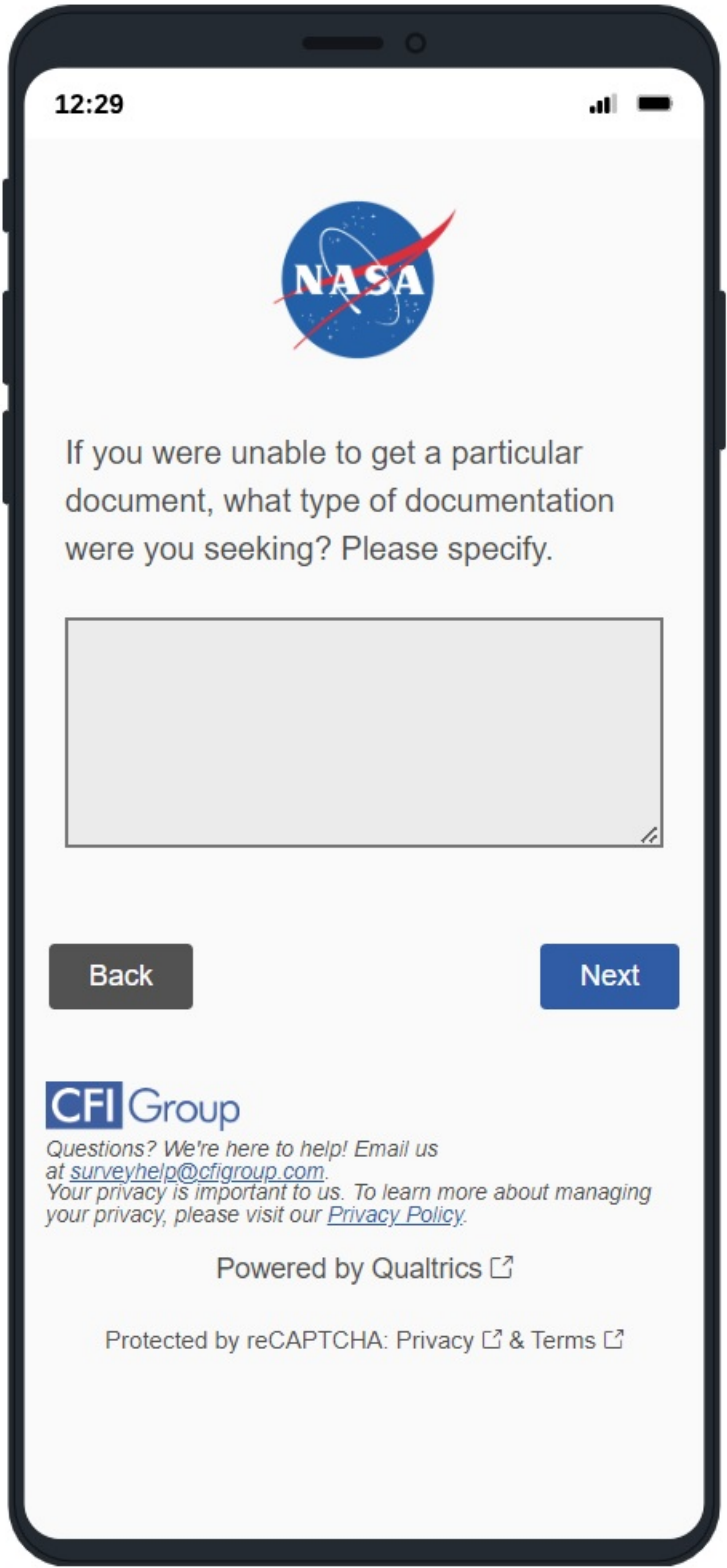 12:29
NASA
If you were unable to get a particular
document, what type of documentation
were you seeking? Please specify.
Back
Next
CFI Group
Questions? We're here to help! Email us
at surveyhelp@cfigroup.com.
Your privacy is important to us. To learn more about managing
your privacy, please visit our Privacy Policy.
Powered by Qualtrics
Protected by reCAPTCHA: Privacy & Terms